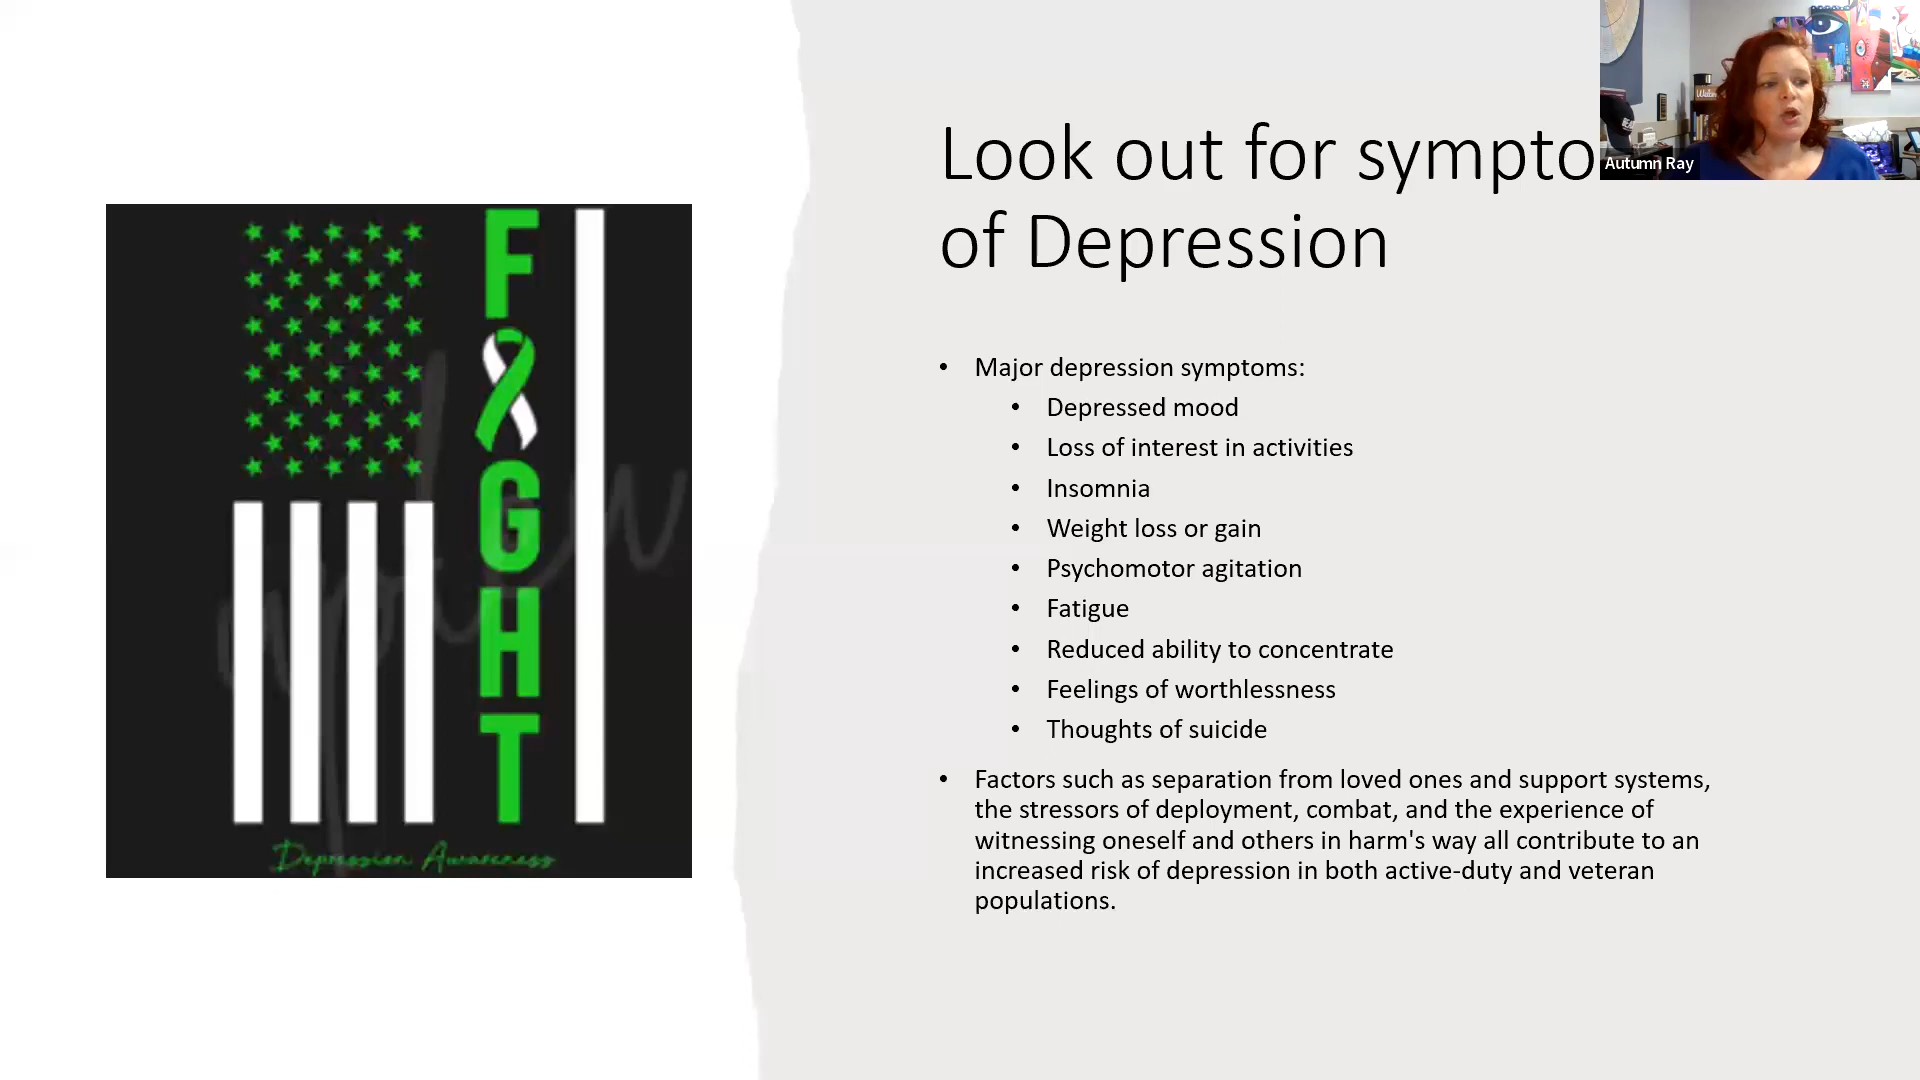 Look out for sympto
of Depression
Autumn Ray
F
G
H
T
Depression Awareness
• Major depression symptoms:
• Depressed mood
• Loss of interest in activities
• Insomnia
• Weight loss or gain
• Psychomotor agitation
• Fatigue
• Reduced ability to concentrate
• Feelings of worthlessness
• Thoughts of suicide
• Factors such as separation from loved ones and support systems,
the stressors of deployment, combat, and the experience of
witnessing oneself and others in harm's way all contribute to an
increased risk of depression in both active-duty and veteran
populations.